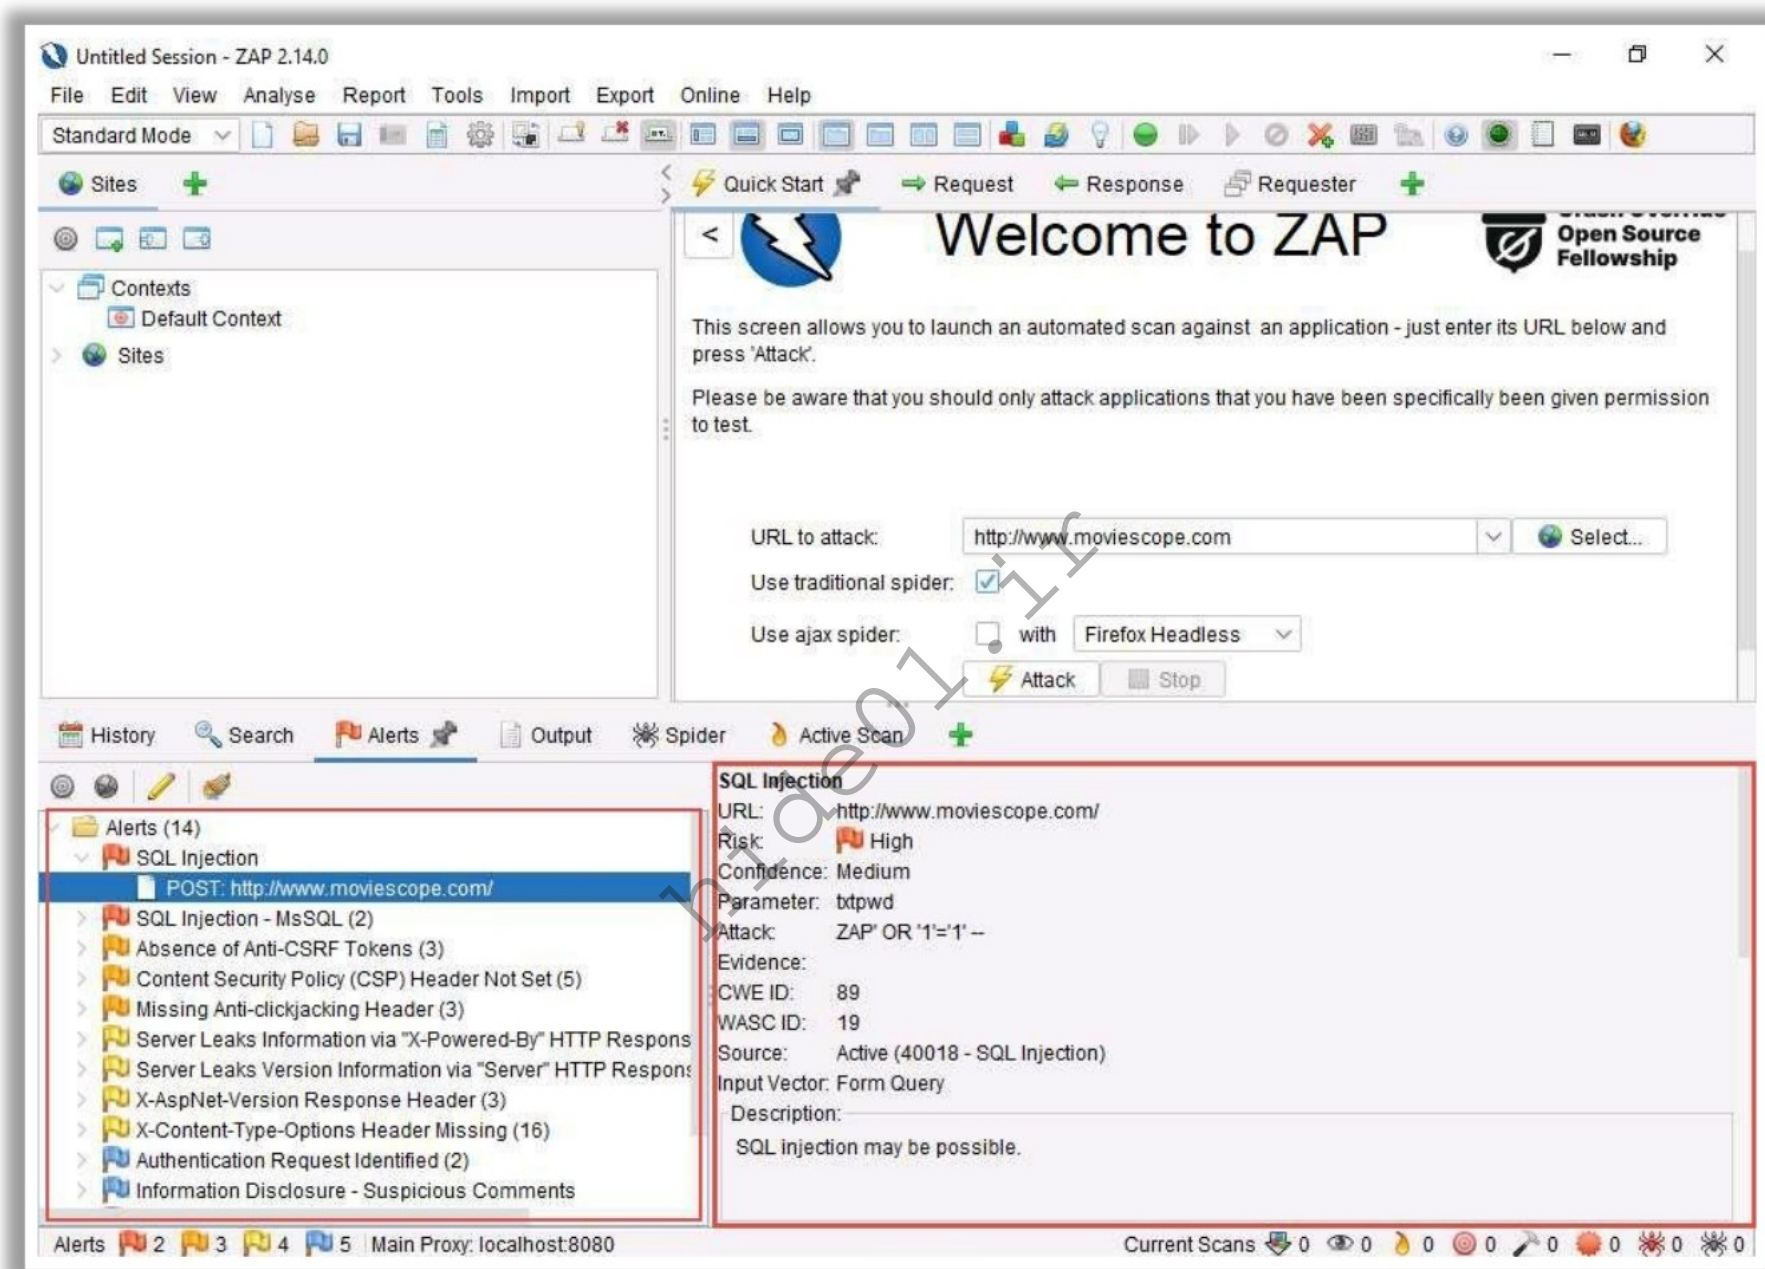 Untitled Session - ZAP 2.14.0
File Edit View Analyse Report Tools Import Export Online Help
Standard Mode
Sites
Quick Start Request Response Requester
<
Welcome to ZAP
Open Source
Fellowship
Contexts
Default Context
Sites
This screen allows you to launch an automated scan against an application - just enter its URL below and
press 'Attack'.
Please be aware that you should only attack applications that you have been specifically been given permission
to test.
URL to attack: http://www.moviescope.com Select...
Use traditional spider:
Use ajax spider: with Firefox Headless
Attack Stop
History Search Alerts Output Spider Active Scan
Alerts (14)
SQL Injection
POST: http://www.moviescope.com/
SQL Injection - MsSQL (2)
Absence of Anti-CSRF Tokens (3)
Content Security Policy (CSP) Header Not Set (5)
Missing Anti-clickjacking Header (3)
Server Leaks Information via "X-Powered-By" HTTP Respons
Server Leaks Version Information via "Server" HTTP Respons
X-AspNet-Version Response Header (3)
X-Content-Type-Options Header Missing (16)
Authentication Request Identified (2)
Information Disclosure - Suspicious Comments
SQL Injection
URL: http://www.moviescope.com/
Risk: High
Confidence: Medium
Parameter: txtpwd
Attack: ZAP' OR '1'='1' --
Evidence:
CWE ID: 89
WASC ID: 19
Source: Active (40018 - SQL Injection)
Input Vector: Form Query
Description:
SQL injection may be possible.
Alerts 2 3 4 5 Main Proxy: localhost:8080
Current Scans 0 0 0 0 0 0 0 0
hide01.ir